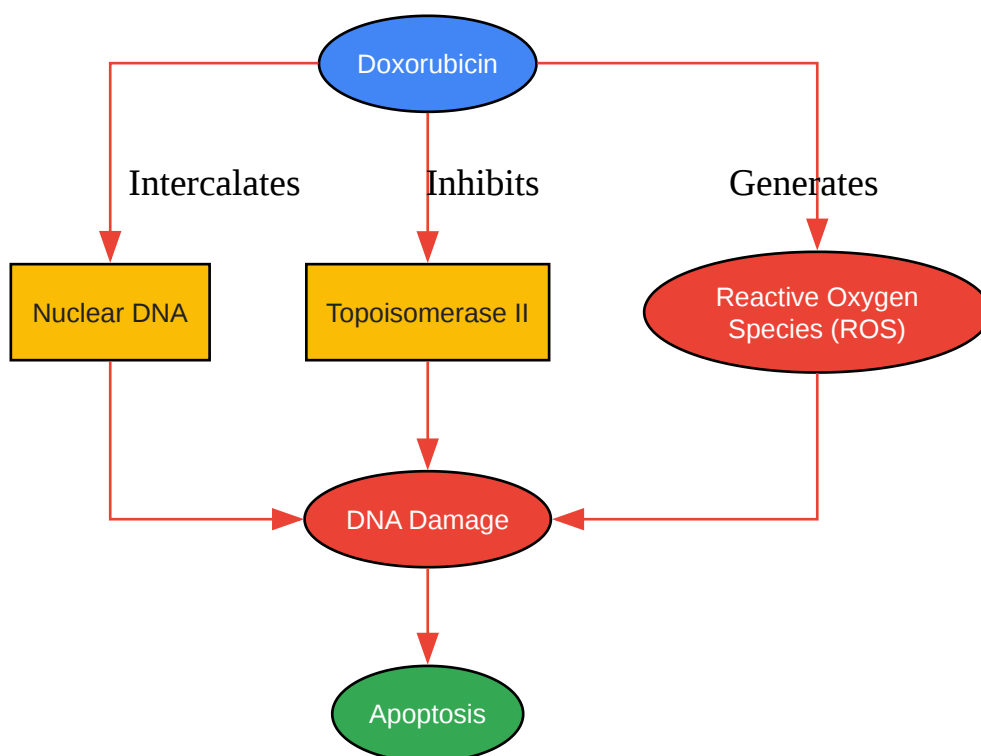 Doxorubicin
Intercalates
Inhibits
Generates
Nuclear DNA
Topoisomerase II
Reactive Oxygen
Species (ROS)
DNA Damage
Apoptosis